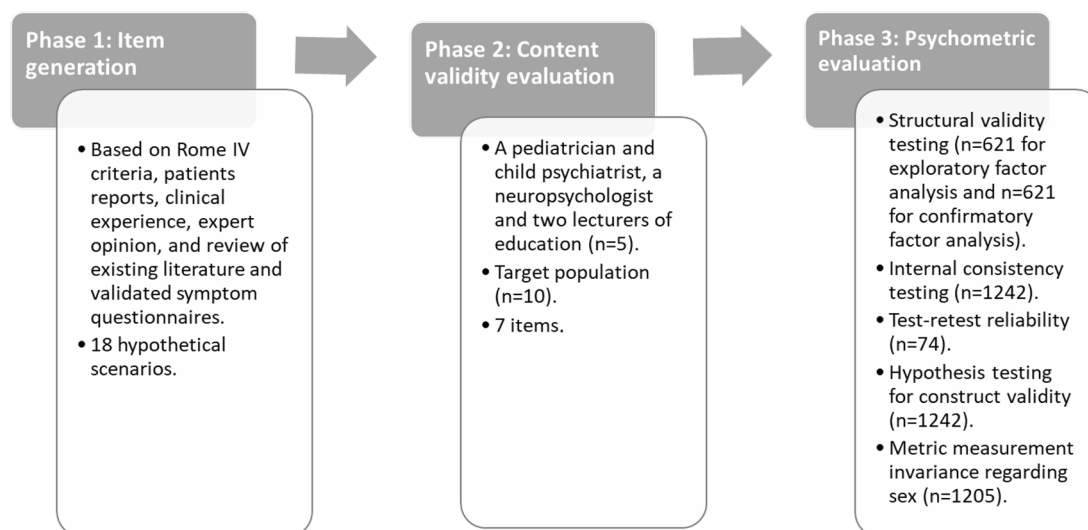 Phase 1: Item
generation
• Based on Rome IV
criteria, patients
reports, clinical
experience, expert
opinion, and review of
existing literature and
validated symptom
questionnaires.
• 18 hypothetical
scenarios.
Phase 2: Content
validity evaluation
• A pediatrician and
child psychiatrist, a
neuropsychologist
and two lecturers of
education (n=5).
• Target population
(n=10).
• 7 items.
Phase 3: Psychometric
evaluation
• Structural validity
testing (n=621 for
exploratory factor
analysis and n=621
for confirmatory
factor analysis).
• Internal consistency
testing (n=1242).
• Test-retest reliability
(n=74).
• Hypothesis testing
for construct validity
(n=1242).
• Metric measurement
invariance regarding
sex (n=1205).